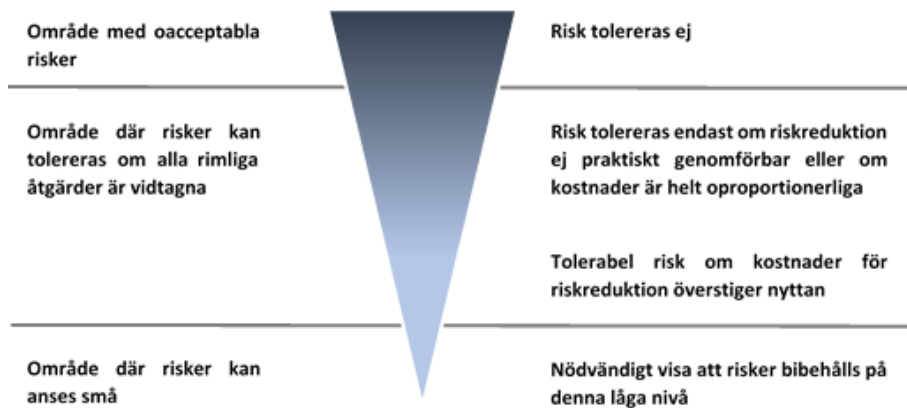 Område med oacceptabla
risker
Risk tolereras ej
Område där risker kan
tolereras om alla rimliga
åtgärder är vidtagna
Risk tolereras endast om riskreduktion
ej praktiskt genomförbar eller om
kostnader är helt oproportionerliga
Tolerabel risk om kostnader för
riskreduktion överstiger nyttan
Område där risker kan
anses små
Nödvändigt visa att risker bibehålls på
denna låga nivå